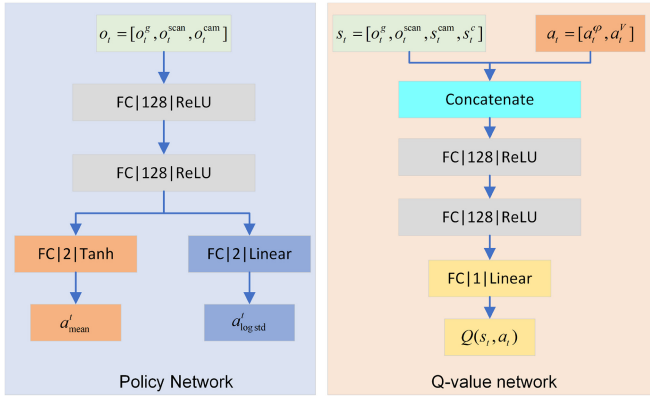 o_t = [o_t^g, o_t^scan, o_t^cam]
FC|128|ReLU
FC|128|ReLU
FC|2|Tanh
FC|2|Linear
a_mean^t
a_log std^t
Policy Network
s_t = [o_t^g, o_t^scan, s_t^cam, s_t^c]
a_t = [a_t^φ, a_t^V]
Concatenate
FC|128|ReLU
FC|128|ReLU
FC|1|Linear
Q(s_t, a_t)
Q-value network